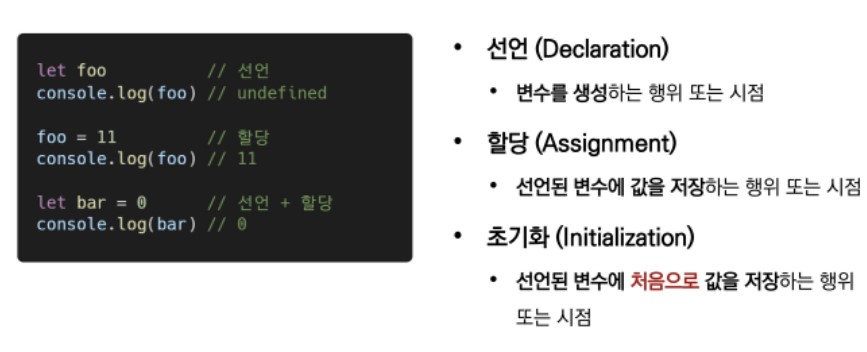 let foo // 선언
console.log(foo) // undefined
foo = 11 // 할당
console.log(foo) // 11
let bar = 0 // 선언 + 할당
console.log(bar) // 0
• 선언 (Declaration)
• 변수를 생성하는 행위 또는 시점
• 할당 (Assignment)
• 선언된 변수에 값을 저장하는 행위 또는 시점
• 초기화 (Initialization)
• 선언된 변수에 처음으로 값을 저장하는 행위
또는 시점